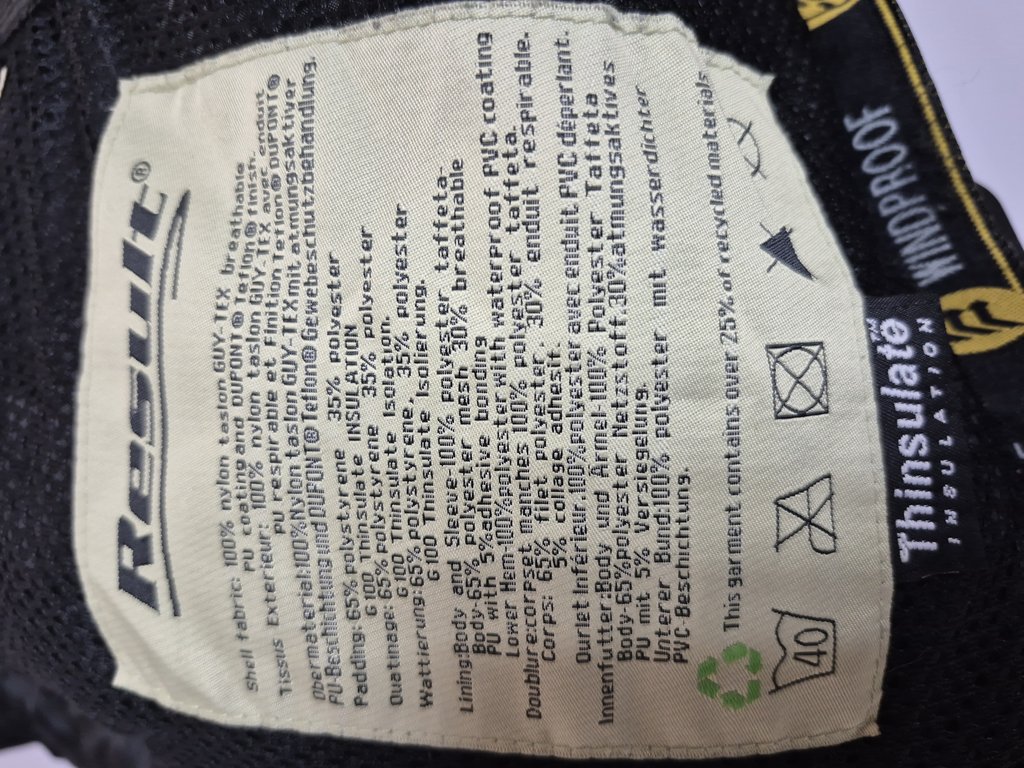 Result®
Shell fabric: 100% nylon taslon GUY-TEX breathable
PU coating and DUPONT® Teflon® finish.
Tissus Exterieur: 100% nylon taslon GUY-TEX avec enduit
pu respirable et finition Teflon® DUPONT®
Obermaterial:100%Nylon taslon GUY-TEX mit atmungsaktiver
PU-Beschichtung und DUPONT® Teflon® Gewebeschutzbehandlung.
Padding:65%polystyrene 35% polyester
G100 Thinsulate INSULATION
Ouatinage:65%polystyrene 35% polyester
G100 Thinsulate Isolation.
Wattierung:65%polystyrene. 35% polyester
G100 Thinsulate Isolierung.
Lining:Body and Sleeve-100% polyester taffeta-
Body-65% polyester mesh 30% breathable
PU with 5%adhesive bonding
Lower Hem-100%polyester with waterproof PVC coating
Doublure:corpset manches 100% polyester taffeta.
Corps: 65% filet polyester. 30% enduit respirable.
5% collage adhesif.
Ourlet Inférieur.100%polyester avec enduit PVC déperlant.
Innenfutter:Body und Ärmel-100% Polyester Taffeta
Body-65%polyester Netzstoff.30%atmungsaktives
PU mit 5% Versiegelung.
Unterer Bund:100% polyester mit wasserdichter
PVC-Beschichtung.
This garment contains over 25% of recycled materials
40
Thinsulate™
INSULATION
WINDPROOF